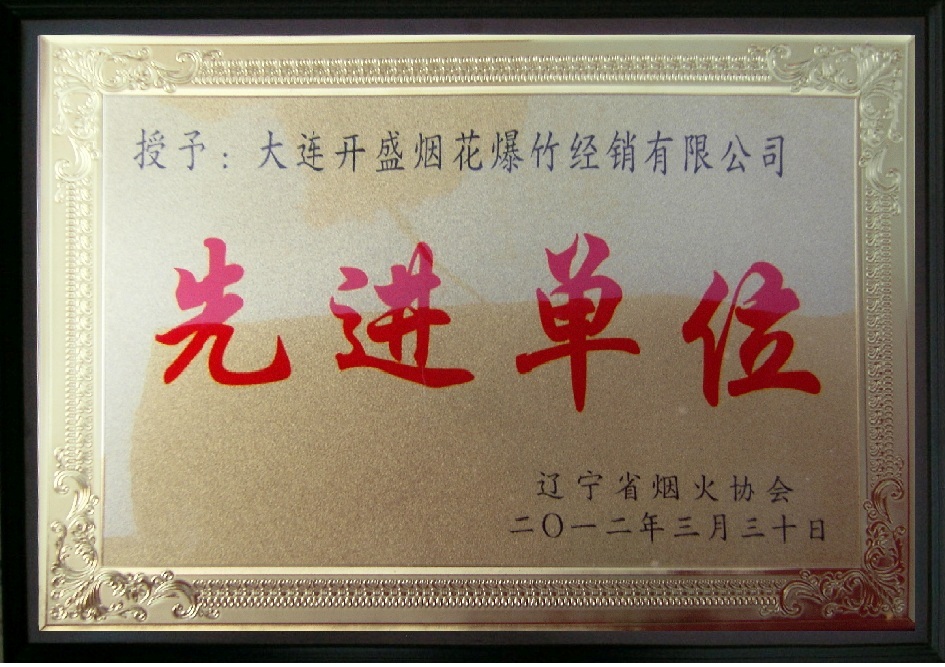 授予：大连开盛烟花爆竹经销有限公司
先进单位
辽宁省烟火协会
二〇一二年三月三十日